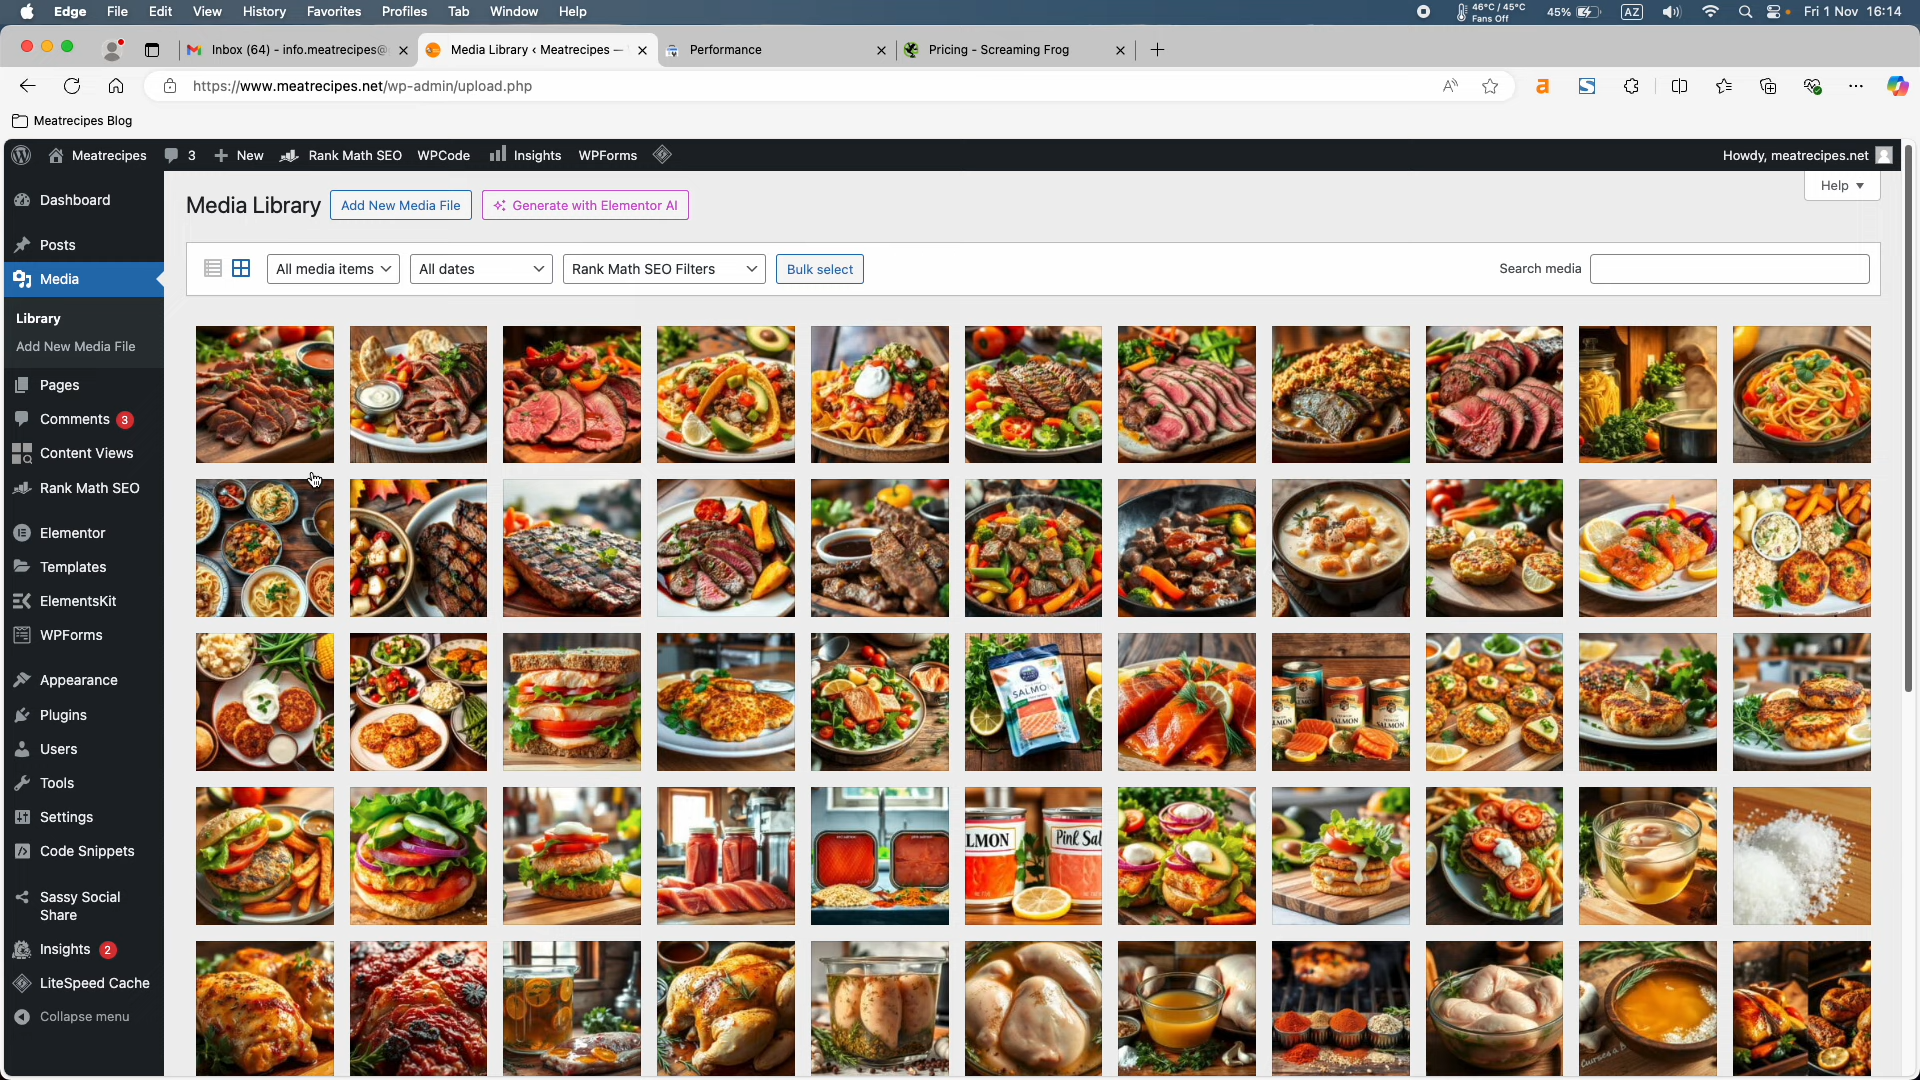 Edge File Edit View History Favorites Profiles Tab Window Help
46°C / 45°C
Fans Off
45%
AZ
Fri 1 Nov 16:14
Inbox (64) - info.meatrecipes@
Media Library ‹ Meatrecipes —
Performance
Pricing - Screaming Frog
https://www.meatrecipes.net/wp-admin/upload.php
Meatrecipes Blog
Meatrecipes 3 New Rank Math SEO WPCode Insights WPForms
Howdy, meatrecipes.net
Help
Dashboard
Posts
Media
Library
Add New Media File
Pages
Comments 3
Content Views
Rank Math SEO
Elementor
Templates
ElementsKit
WPForms
Appearance
Plugins
Users
Tools
Settings
Code Snippets
Sassy Social
Share
Insights 2
LiteSpeed Cache
Collapse menu
Media Library
Add New Media File
Generate with Elementor AI
All media items
All dates
Rank Math SEO Filters
Bulk select
Search media
SALMON
SALMON
SALMON
LMON
Pink Sal